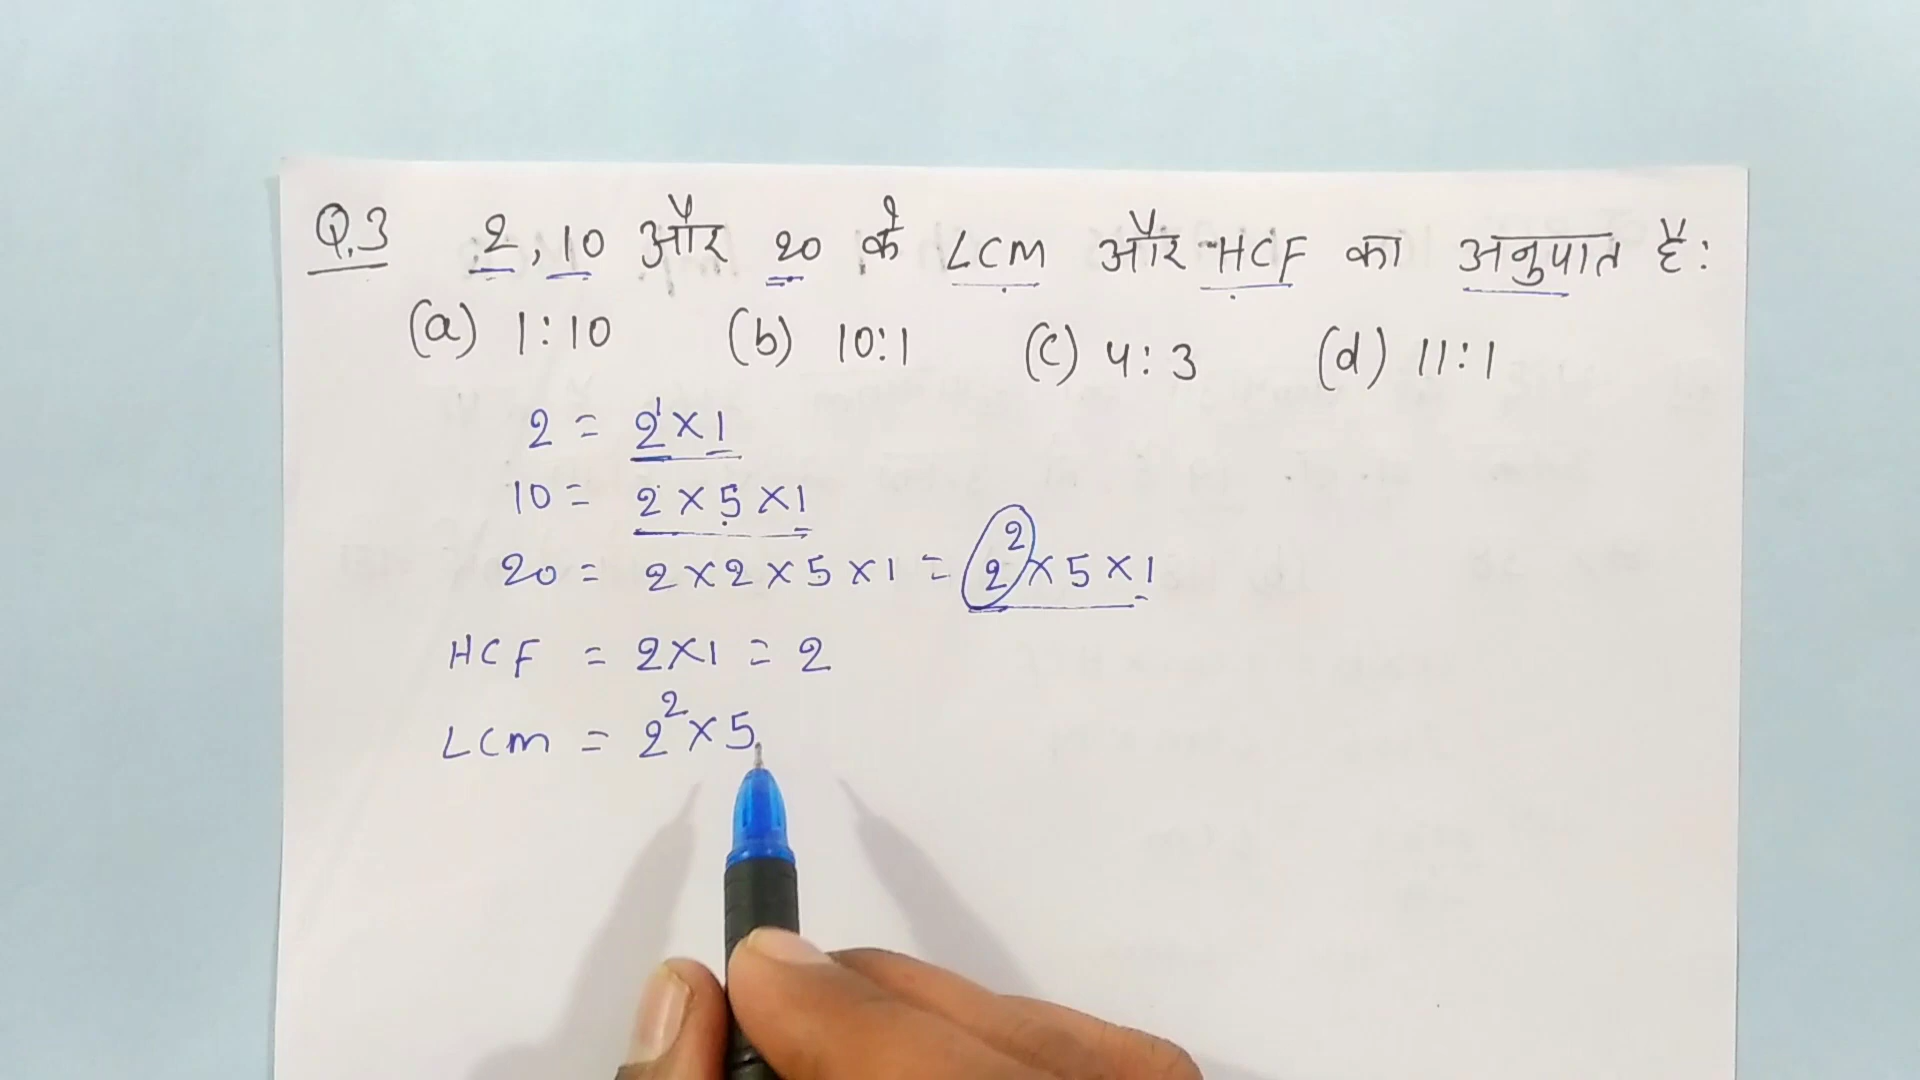 Q.3 2, 10 और 20 के LCM और HCF का अनुपात है:
(a) 1:10 (b) 10:1 (c) 4:3 (d) 11:1
2 = 2¹×1
10 = 2×5×1
20 = 2×2×5×1 = 2²×5×1
HCF = 2×1 = 2
LCM = 2²×5